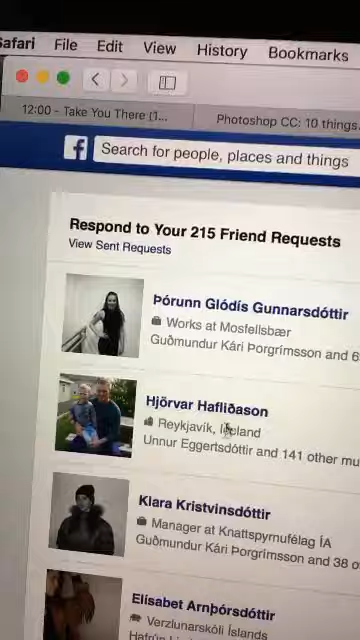 Safari File Edit View History Bookmarks
12:00 - Take You There (1...
Photoshop CC: 10 things
f Search for people, places and things
Respond to Your 215 Friend Requests
View Sent Requests
Þórunn Glódís Gunnarsdóttir
Works at Mosfellsbær
Guðmundur Kári Þorgrímsson and 6
Hjörvar Hafliðason
Reykjavík, Iceland
Unnur Eggertsdóttir and 141 other mu
Klara Kristvinsdóttir
Manager at Knattspyrnufélag ÍA
Guðmundur Kári Þorgrímsson and 38 o
Elísabet Arnþórsdóttir
Verzlunarskóli Íslands